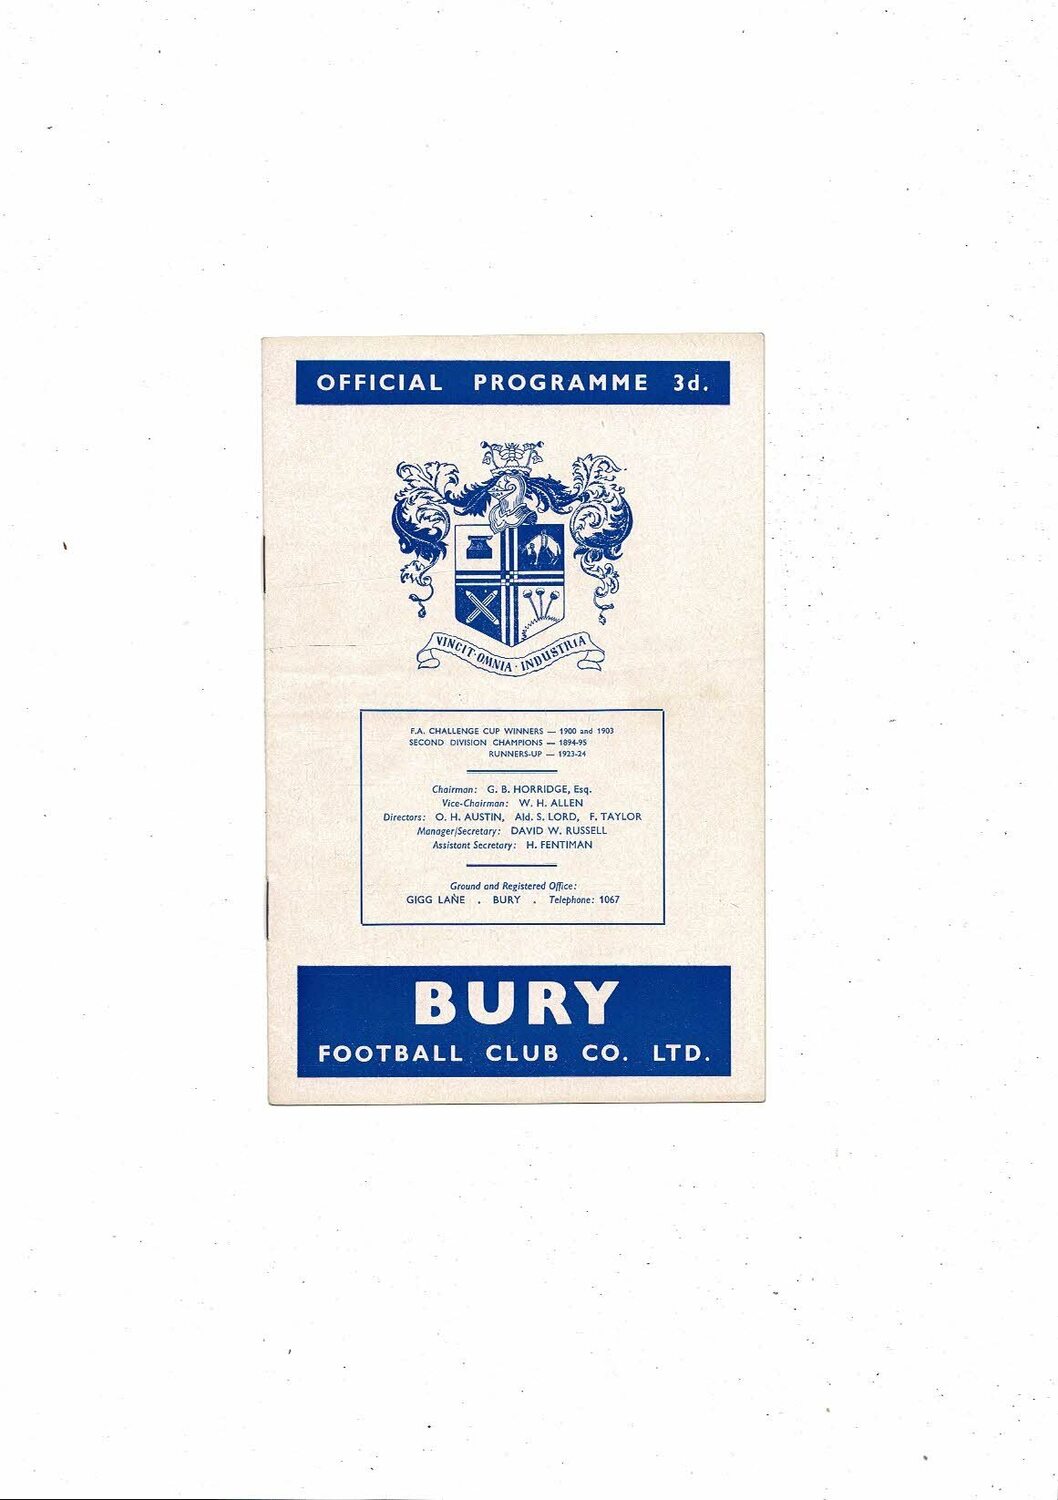 OFFICIAL PROGRAMME 3d.
VINCIT · OMNIA · INDUSTRIA
F.A. CHALLENGE CUP WINNERS — 1900 and 1903
SECOND DIVISION CHAMPIONS — 1894-95
RUNNERS-UP — 1923-24
Chairman: G. B. HORRIDGE, Esq.
Vice-Chairman: W. H. ALLEN
Directors: O. H. AUSTIN, Ald. S. LORD, F. TAYLOR
Manager/Secretary: DAVID W. RUSSELL
Assistant Secretary: H. FENTIMAN
Ground and Registered Office:
GIGG LANE . BURY . Telephone: 1067
BURY
FOOTBALL CLUB CO. LTD.